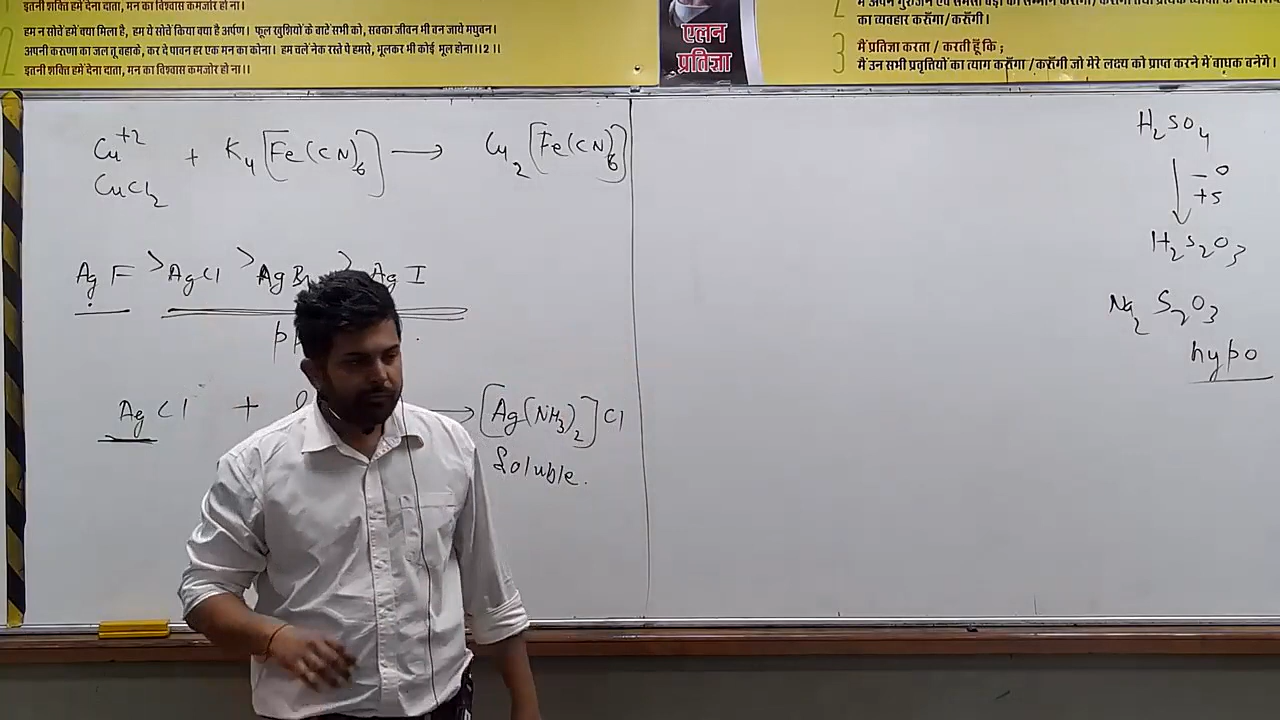 इतनी शक्ति हमें देना दाता, मन का विश्वास कमजोर हो ना।
हम न सोचें हमें क्या मिला है, हम ये सोचें किया क्या है अर्पण। फूल खुशियों के बाटें सभी को, सबका जीवन भी बन जाये मधुबन।
2 अपनी करुणा का जल तू बहाके, कर दे पावन हर एक मन का कोना। हम चलें नेक रस्ते पे हमसे, भूलकर भी कोई भूल होना।।2।।
इतनी शक्ति हमें देना दाता, मन का विश्वास कमजोर हो ना।।
एलन
प्रतिज्ञा
2
का व्यवहार करूँगा/करूँगी।
3 मैं प्रतिज्ञा करता / करती हूँ कि ;
मैं उन सभी प्रवृत्तियों का त्याग करूँगा /करूँगी जो मेरे लक्ष्य को प्राप्त करने में बाधक बनेंगे।
Cu+2 + K4[Fe(CN)6] → Cu2[Fe(CN)6]
CuCl2
AgF > AgCl > AgBr > AgI
AgCl + → [Ag(NH3)2]Cl
Soluble.
H2SO4
↓ -O
+S
H2S2O3
Na2S2O3
hypo